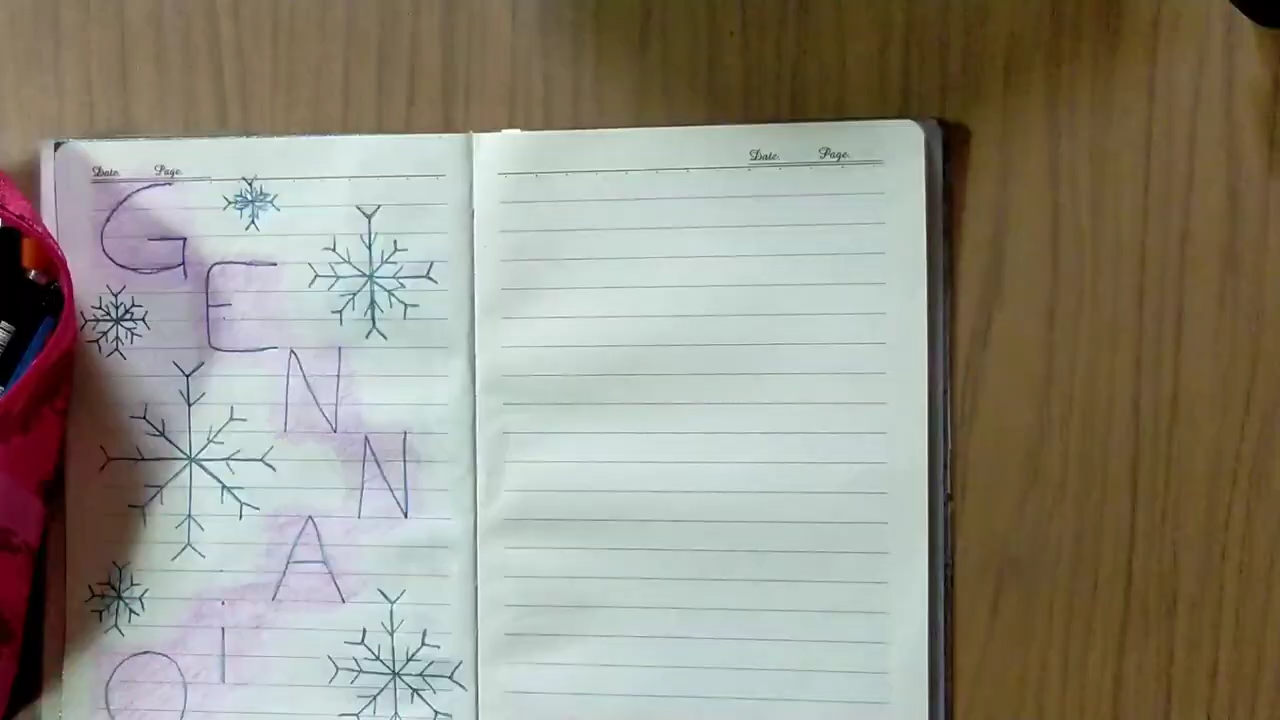 Date. Page.
Date. Page.
G
E
N
N
A
i
O